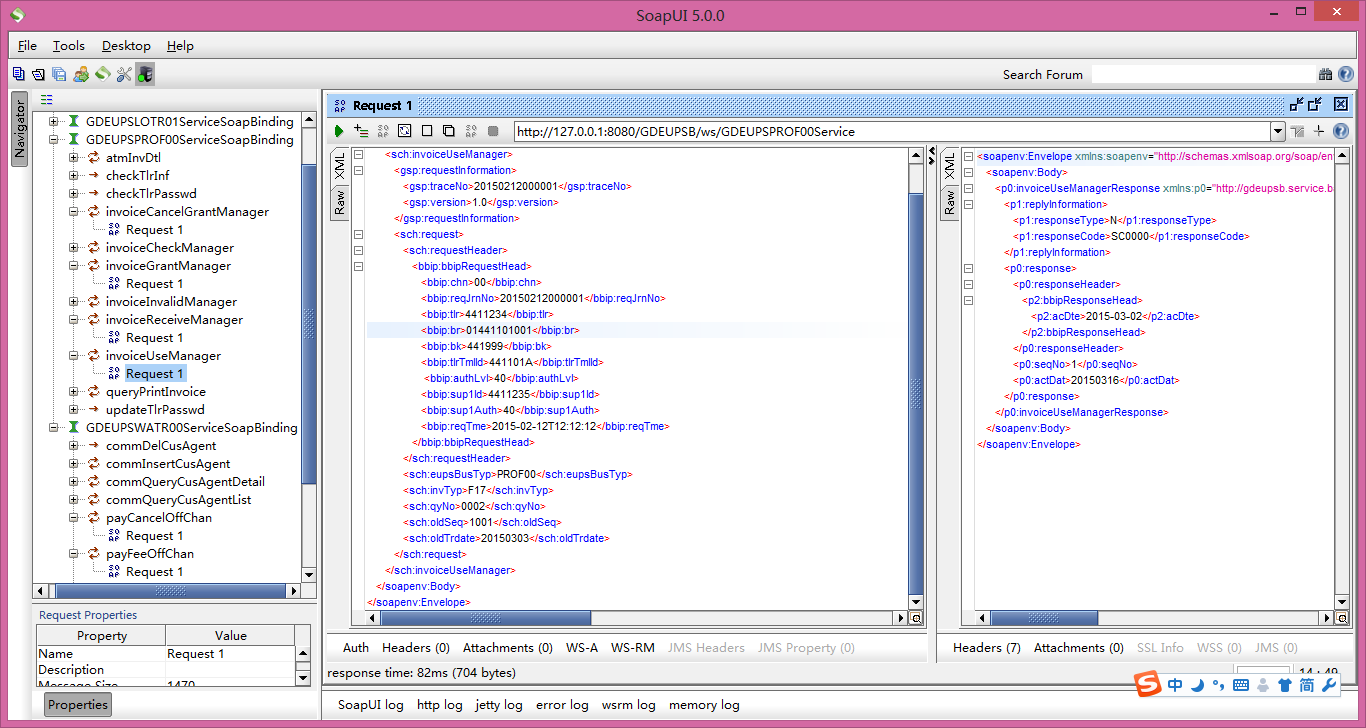 SoapUI 5.0.0
File Tools Desktop Help
Search Forum
Navigator
GDEUPSLOTR01ServiceSoapBinding
GDEUPSPROF00ServiceSoapBinding
atmInvDtl
checkTlrInf
checkTlrPasswd
invoiceCancelGrantManager
Request 1
invoiceCheckManager
invoiceGrantManager
Request 1
invoiceInvalidManager
invoiceReceiveManager
Request 1
invoiceUseManager
Request 1
queryPrintInvoice
updateTlrPasswd
GDEUPSWATR00ServiceSoapBinding
commDelCusAgent
commInsertCusAgent
commQueryCusAgentDetail
commQueryCusAgentList
payCancelOffChan
Request 1
payFeeOffChan
Request 1
Request Properties
Property Value
Name Request 1
Description
Message Size 1470
Properties
Request 1
http://127.0.0.1:8080/GDEUPSB/ws/GDEUPSPROF00Service
XML
Raw
<sch:invoiceUseManager>
<gsp:requestInformation>
<gsp:traceNo>20150212000001</gsp:traceNo>
<gsp:version>1.0</gsp:version>
</gsp:requestInformation>
<sch:request>
<sch:requestHeader>
<bbip:bbipRequestHead>
<bbip:chn>00</bbip:chn>
<bbip:reqJrnNo>20150212000001</bbip:reqJrnNo>
<bbip:tlr>4411234</bbip:tlr>
<bbip:br>01441101001</bbip:br>
<bbip:bk>441999</bbip:bk>
<bbip:tlrTmlId>441101A</bbip:tlrTmlId>
<bbip:authLvl>40</bbip:authLvl>
<bbip:sup1Id>4411235</bbip:sup1Id>
<bbip:sup1Auth>40</bbip:sup1Auth>
<bbip:reqTme>2015-02-12T12:12:12</bbip:reqTme>
</bbip:bbipRequestHead>
</sch:requestHeader>
<sch:eupsBusTyp>PROF00</sch:eupsBusTyp>
<sch:invTyp>F17</sch:invTyp>
<sch:qyNo>0002</sch:qyNo>
<sch:oldSeq>1001</sch:oldSeq>
<sch:oldTrdate>20150303</sch:oldTrdate>
</sch:request>
</sch:invoiceUseManager>
</soapenv:Body>
</soapenv:Envelope>
Auth Headers (0) Attachments (0) WS-A WS-RM JMS Headers JMS Property (0)
response time: 82ms (704 bytes)
XML
Raw
<soapenv:Envelope xmlns:soapenv="http://schemas.xmlsoap.org/soap/en
<soapenv:Body>
<p0:invoiceUseManagerResponse xmlns:p0="http://gdeupsb.service.b
<p1:replyInformation>
<p1:responseType>N</p1:responseType>
<p1:responseCode>SC0000</p1:responseCode>
</p1:replyInformation>
<p0:response>
<p0:responseHeader>
<p2:bbipResponseHead>
<p2:acDte>2015-03-02</p2:acDte>
</p2:bbipResponseHead>
</p0:responseHeader>
<p0:seqNo>1</p0:seqNo>
<p0:actDat>20150316</p0:actDat>
</p0:response>
</p0:invoiceUseManagerResponse>
</soapenv:Body>
</soapenv:Envelope>
Headers (7) Attachments (0) SSL Info WSS (0) JMS (0)
14 : 49
S 中 简
SoapUI log http log jetty log error log wsrm log memory log